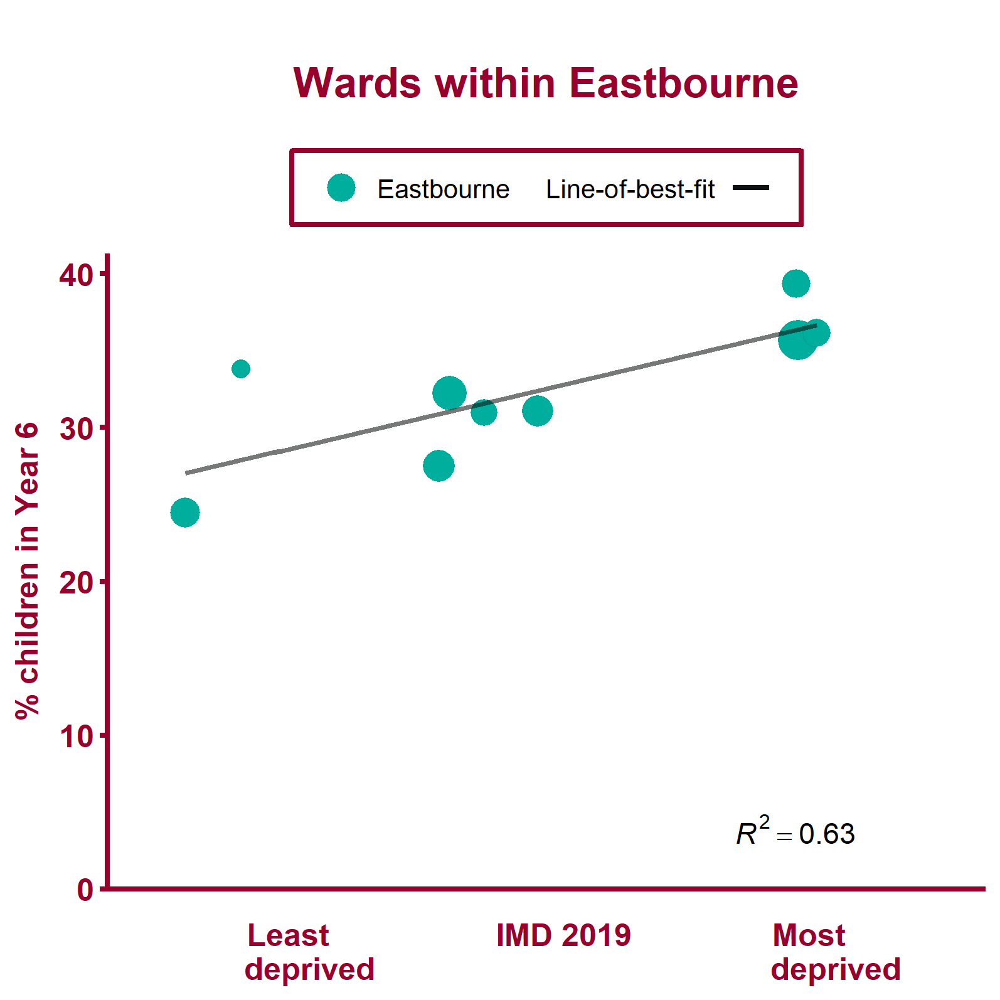 Wards within Eastbourne
Eastbourne Line-of-best-fit
40
30
20
10
0
% children in Year 6
R² = 0.63
Least deprived
IMD 2019
Most deprived